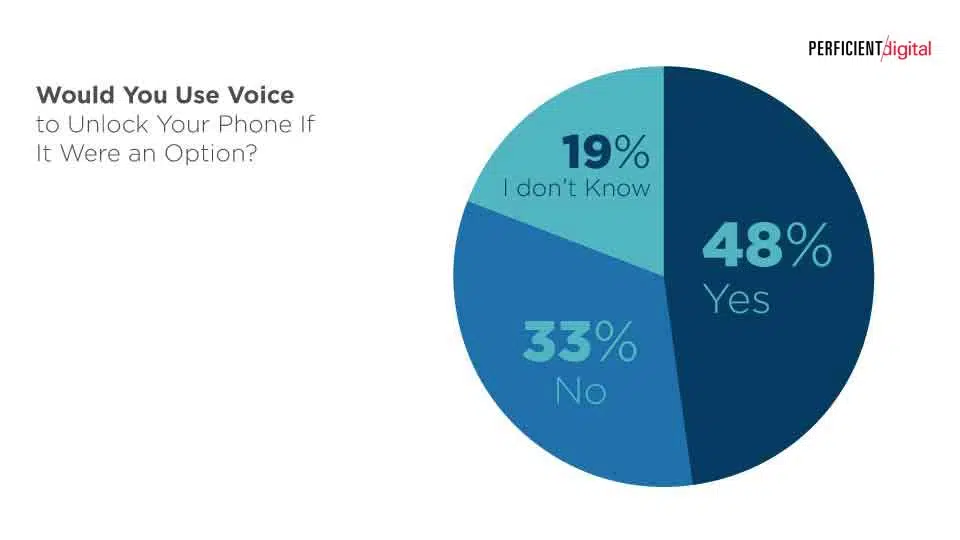 PERFICIENT/digital
Would You Use Voice
to Unlock Your Phone If
It Were an Option?
19%
I don't Know
48%
Yes
33%
No